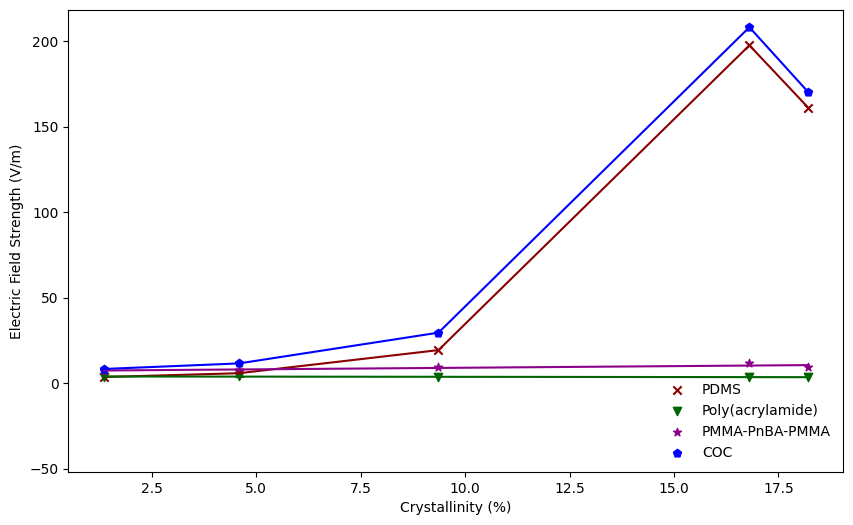 200
150
100
50
0
−50
Electric Field Strength (V/m)
2.5 5.0 7.5 10.0 12.5 15.0 17.5
Crystallinity (%)
PDMS
Poly(acrylamide)
PMMA-PnBA-PMMA
COC